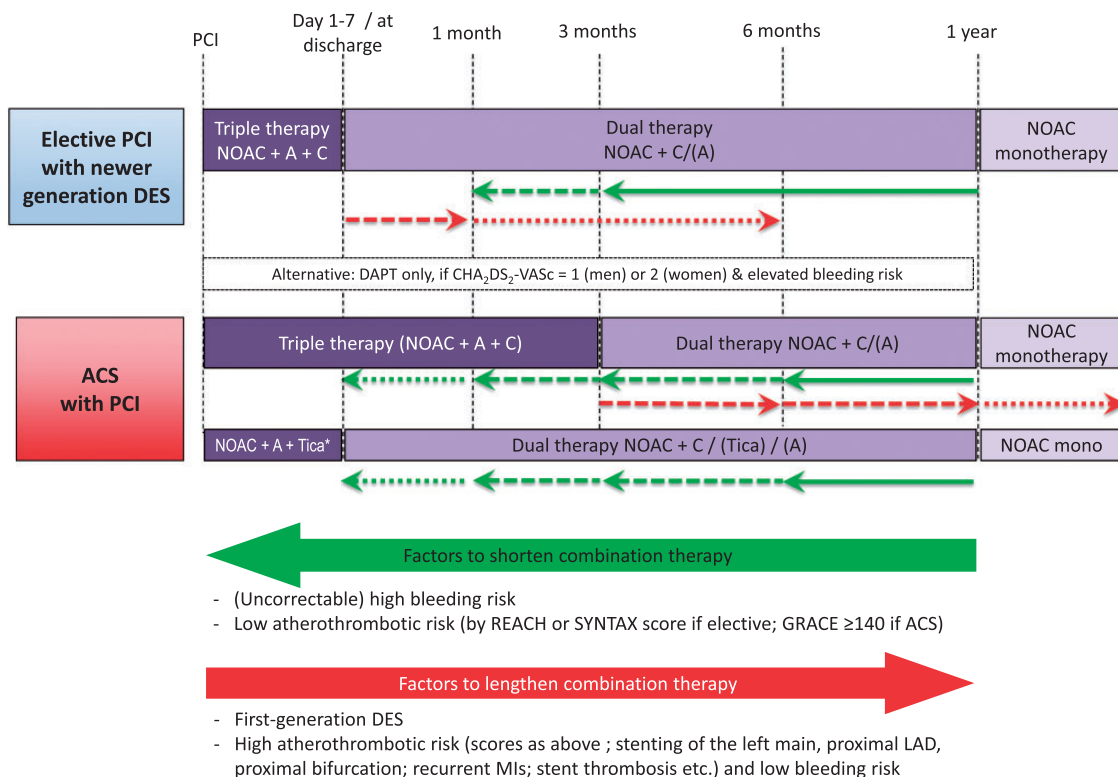 PCI
Day 1-7 / at
discharge
1 month
3 months
6 months
1 year
Elective PCI
with newer
generation DES
Triple therapy
NOAC + A + C
Dual therapy
NOAC + C/(A)
NOAC
monotherapy
Alternative: DAPT only, if CHA2DS2-VASc = 1 (men) or 2 (women) & elevated bleeding risk
ACS
with PCI
Triple therapy (NOAC + A + C)
Dual therapy NOAC + C/(A)
NOAC
monotherapy
NOAC + A + Tica*
Dual therapy NOAC + C / (Tica) / (A)
NOAC mono
Factors to shorten combination therapy
- (Uncorrectable) high bleeding risk
- Low atherothrombotic risk (by REACH or SYNTAX score if elective; GRACE ≥140 if ACS)
Factors to lengthen combination therapy
- First-generation DES
- High atherothrombotic risk (scores as above ; stenting of the left main, proximal LAD,
proximal bifurcation; recurrent MIs; stent thrombosis etc.) and low bleeding risk